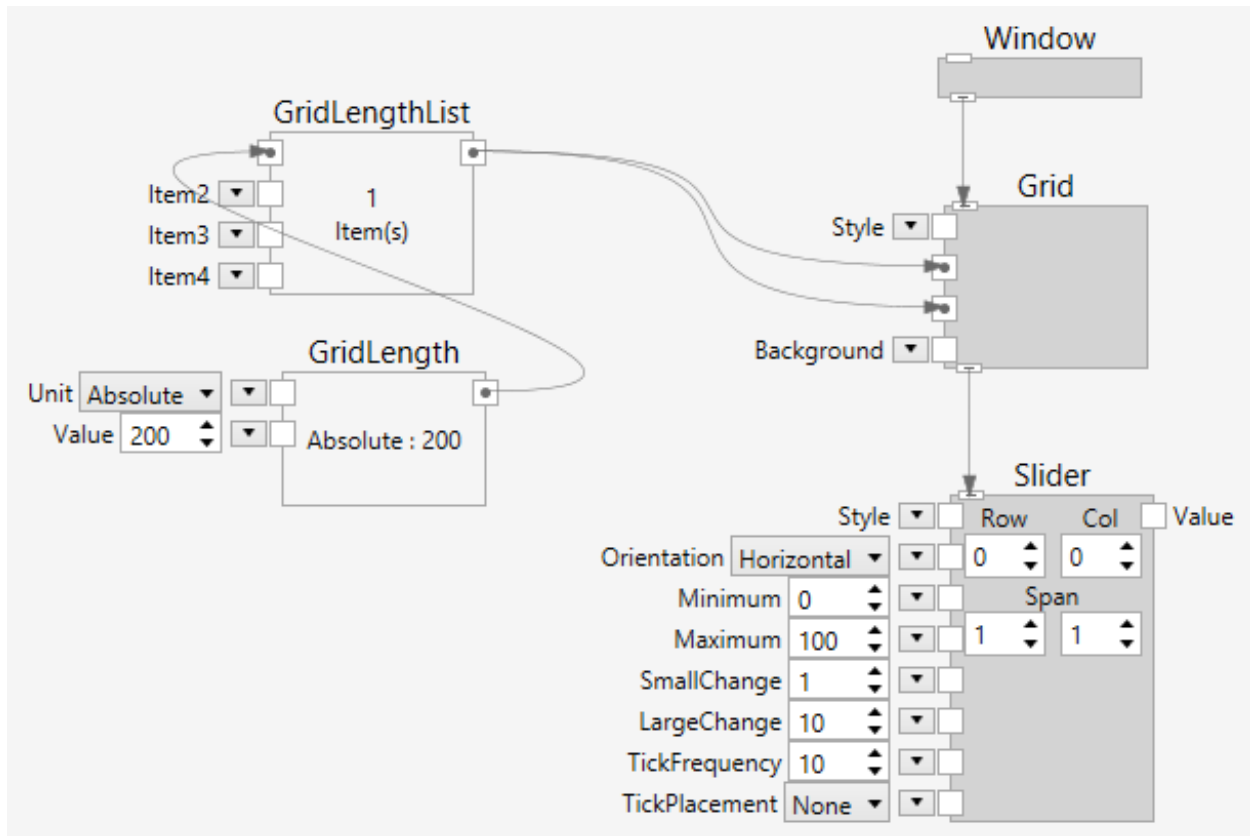 Window
GridLengthList
Item2
Item3
Item4
1
Item(s)
Grid
Style
Background
GridLength
Unit Absolute
Value 200
Absolute : 200
Slider
Style Row Col Value
Orientation Horizontal 0 0
Minimum 0 Span
Maximum 100 1 1
SmallChange 1
LargeChange 10
TickFrequency 10
TickPlacement None